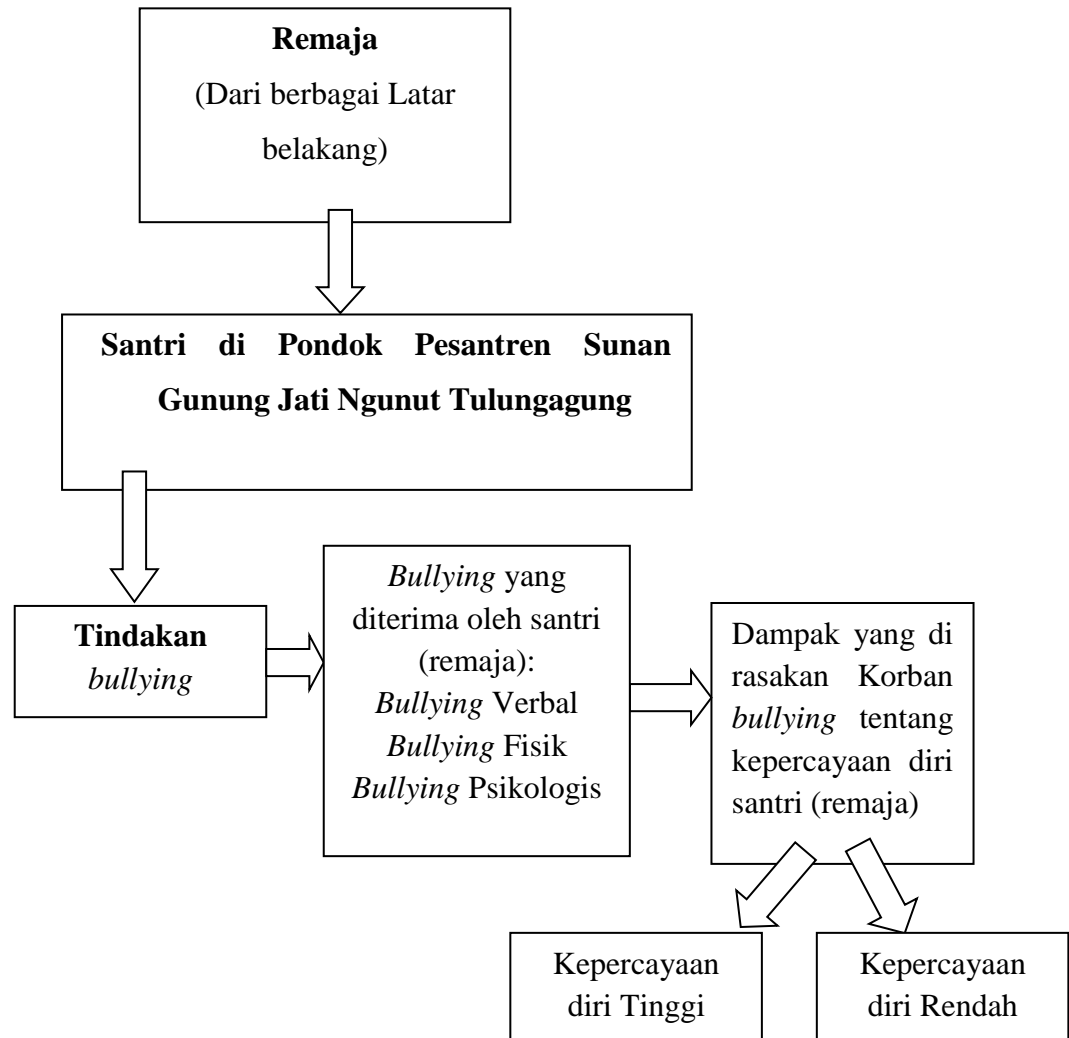 Remaja
(Dari berbagai Latar
belakang)
Santri di Pondok Pesantren Sunan
Gunung Jati Ngunut Tulungagung
Tindakan
bullying
Bullying yang
diterima oleh santri
(remaja):
Bullying Verbal
Bullying Fisik
Bullying Psikologis
Dampak yang di
rasakan Korban
bullying tentang
kepercayaan diri
santri (remaja)
Kepercayaan
diri Tinggi
Kepercayaan
diri Rendah